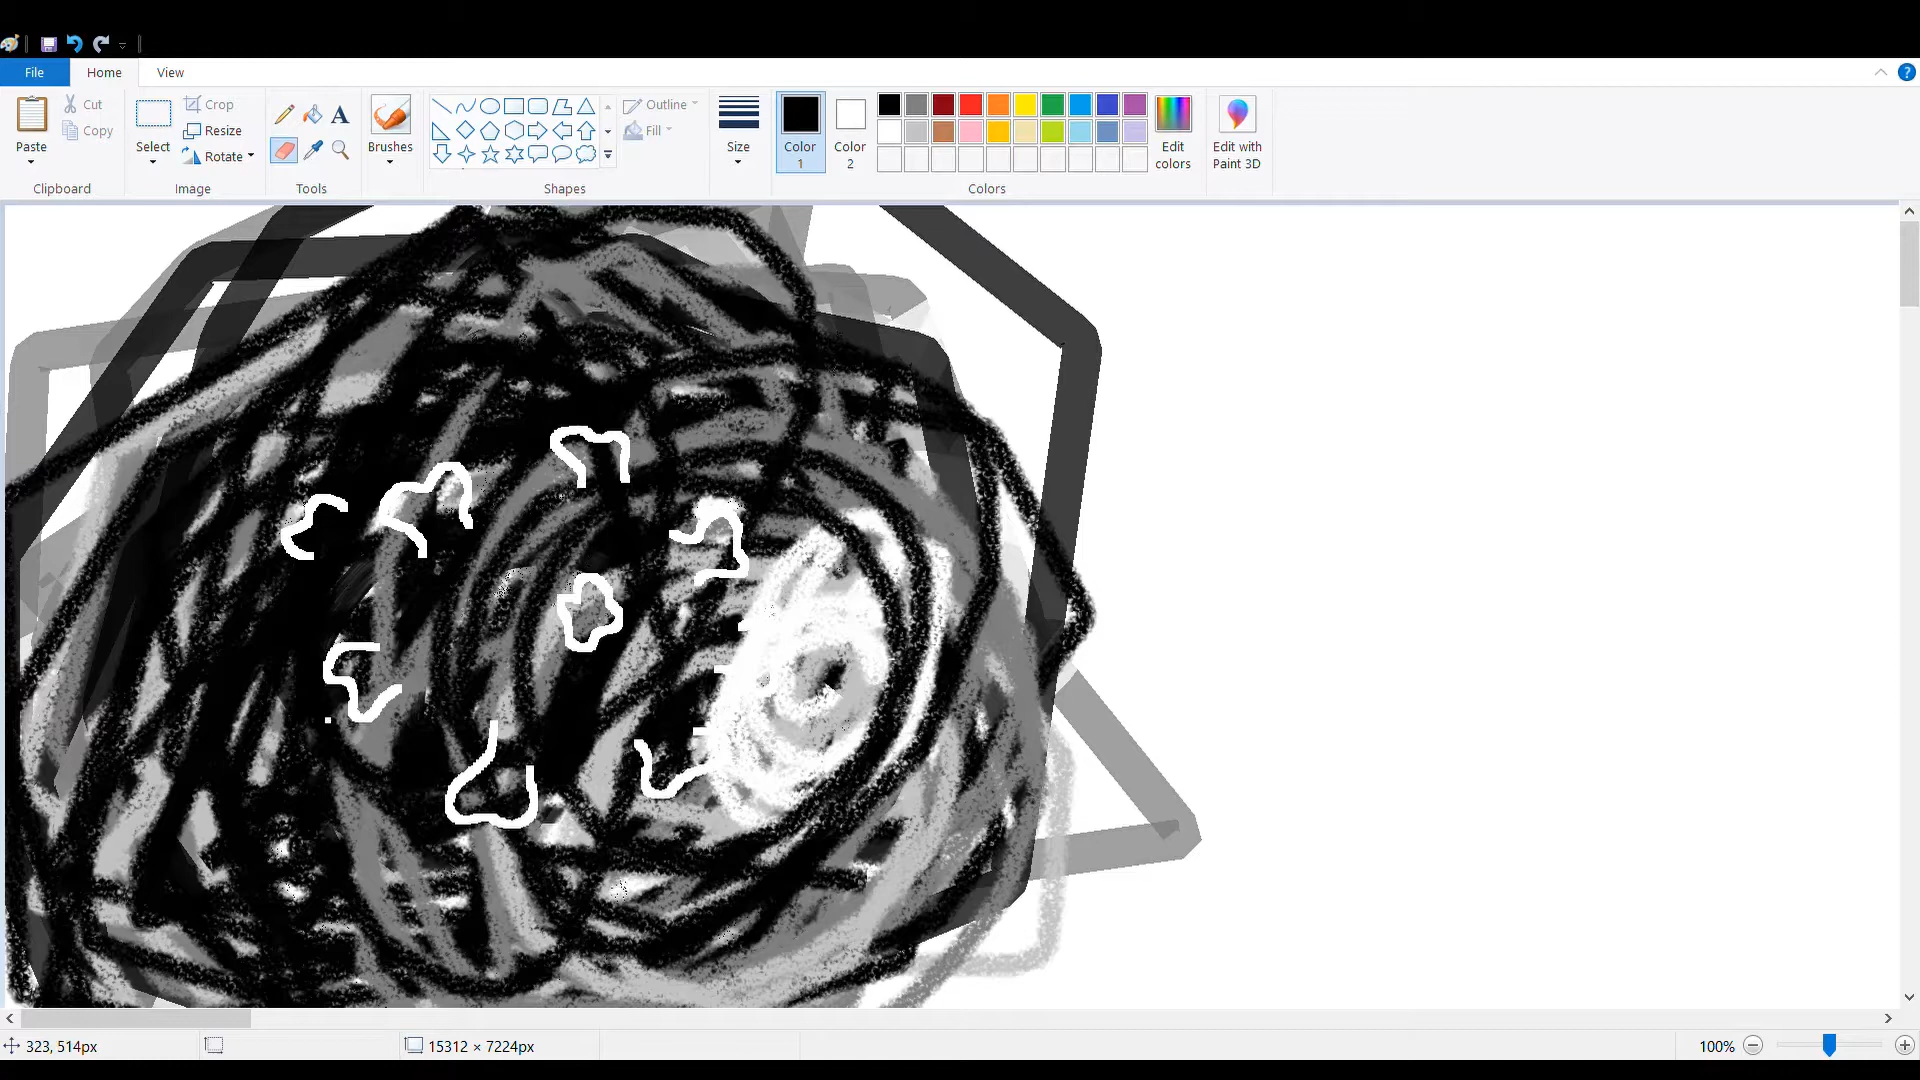 File Home View
Paste
Cut
Copy
Clipboard
Select
Crop
Resize
Rotate
Image
A
Tools
Brushes
Outline
Fill
Shapes
Size
Color
1
Color
2
Edit
colors
Colors
Edit with
Paint 3D
?
323, 514px
15312 × 7224px
100%